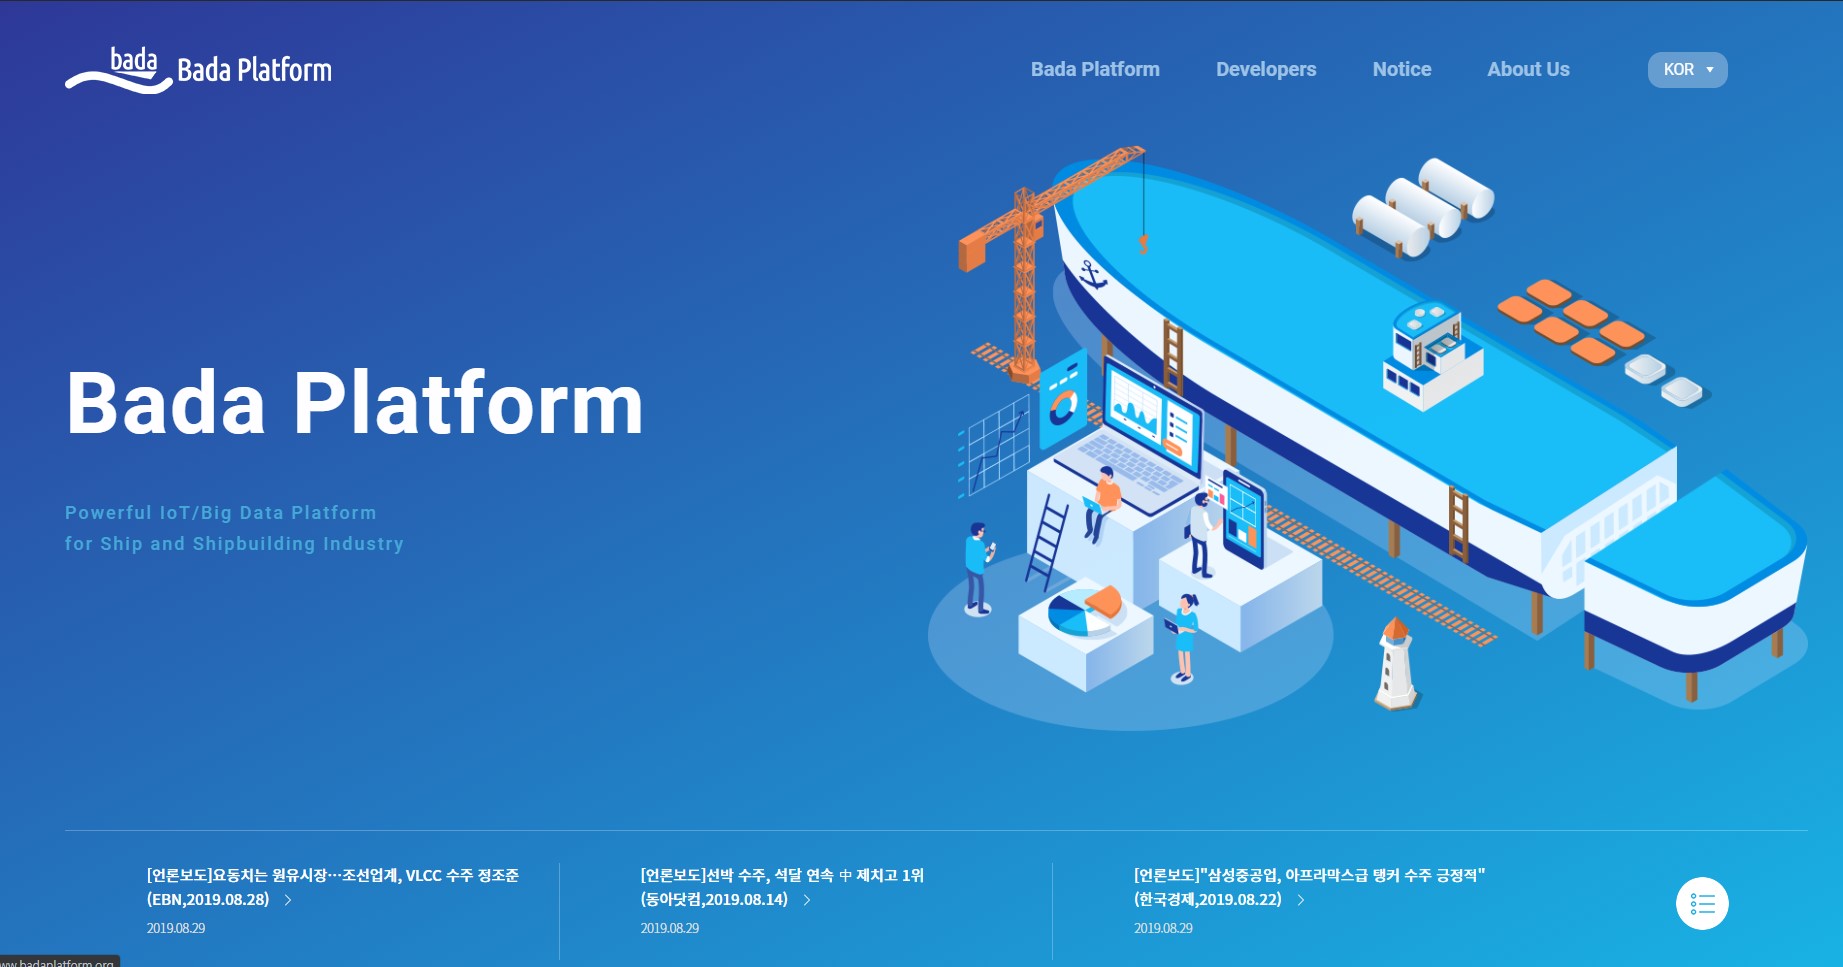 bada
Bada Platform
Bada Platform
Developers
Notice
About Us
KOR
Bada Platform
Powerful IoT/Big Data Platform
for Ship and Shipbuilding Industry
[언론보도]요동치는 원유시장…조선업계, VLCC 수주 정조준
(EBN,2019.08.28)
2019.08.29
[언론보도]선박 수주, 석달 연속 中 제치고 1위
(동아닷컴,2019.08.14)
2019.08.29
[언론보도]"삼성중공업, 아프라막스급 탱커 수주 긍정적"
(한국경제,2019.08.22)
2019.08.29
ww.badaplatform.org